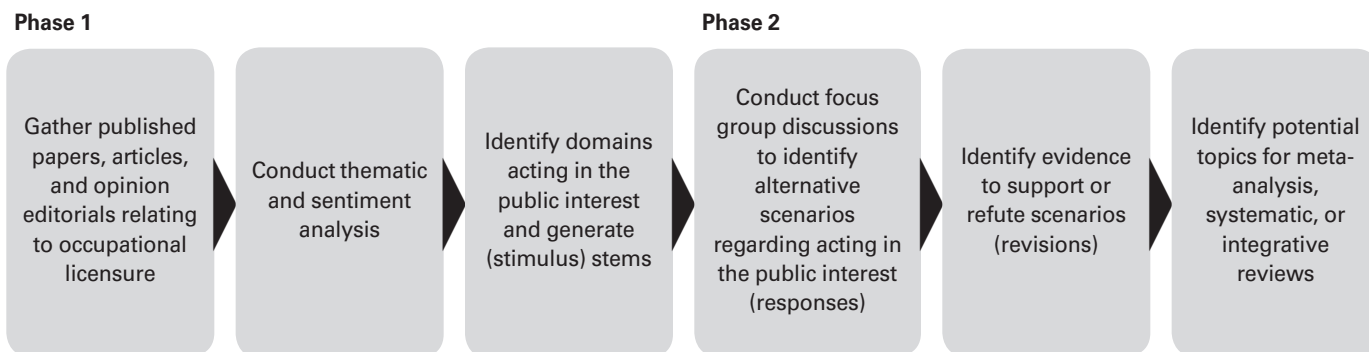 Phase 1
Phase 2
Gather published
papers, articles,
and opinion
editorials relating
to occupational
licensure
Conduct thematic
and sentiment
analysis
Identify domains
acting in the
public interest
and generate
(stimulus) stems
Conduct focus
group discussions
to identify
alternative
scenarios
regarding acting in
the public interest
(responses)
Identify evidence
to support or
refute scenarios
(revisions)
Identify potential
topics for meta-
analysis,
systematic, or
integrative
reviews